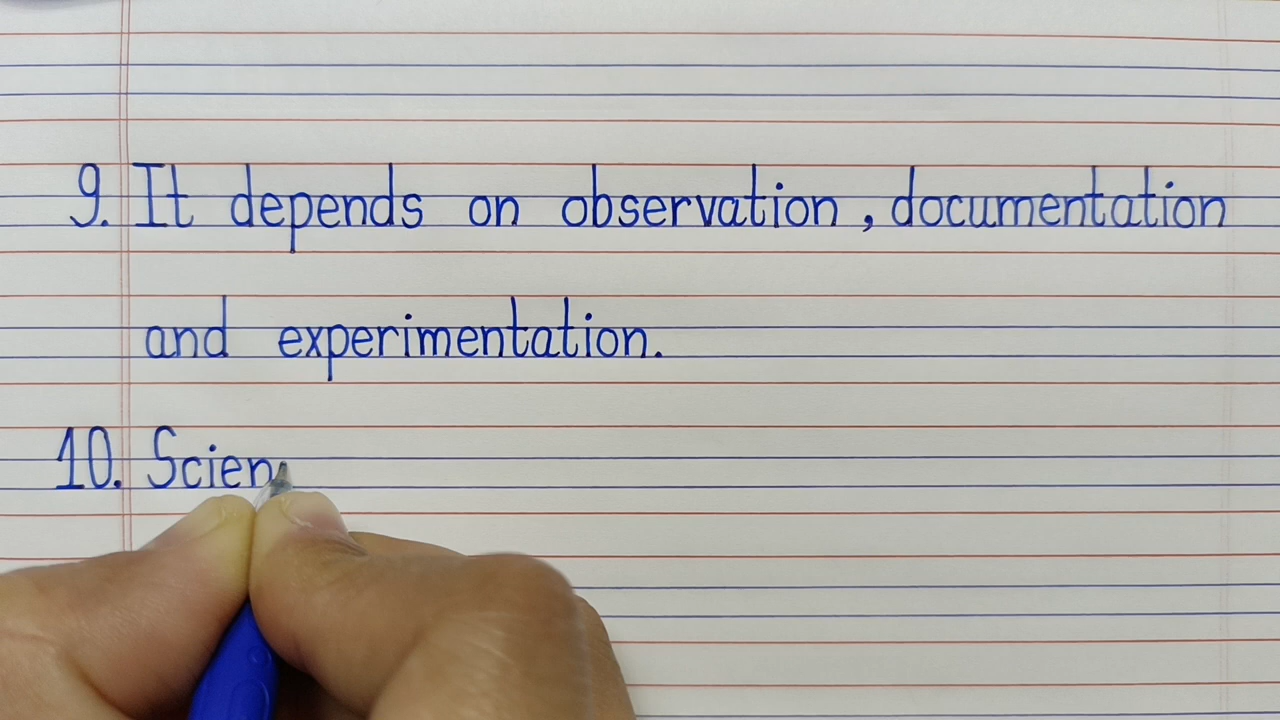 9. It depends on observation, documentation
and experimentation.
10. Scien